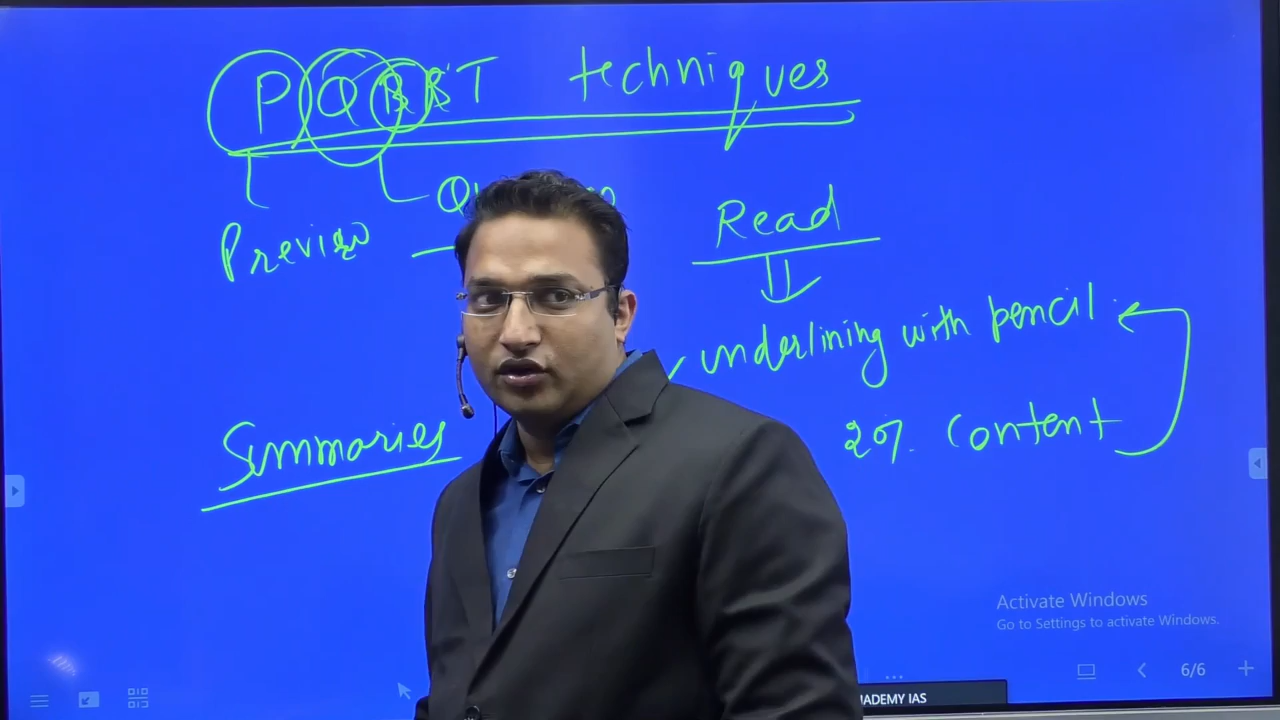 PQRST techniques
Preview
Read
underlining with pencil
Summaries
20% Content
Activate Windows
Go to Settings to activate Windows.
6/6
ADEMY IAS